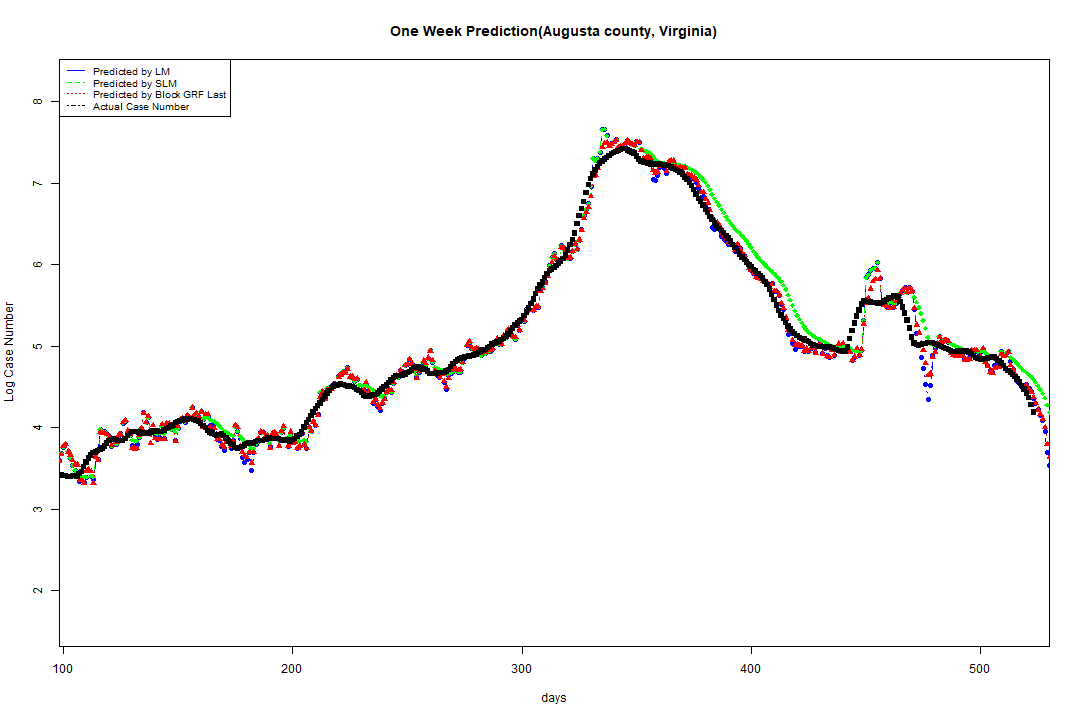 One Week Prediction(Augusta county, Virginia)
Predicted by LM
Predicted by SLM
Predicted by Block GRF Last
Actual Case Number
8
7
6
5
4
3
2
Log Case Number
100 200 300 400 500
days